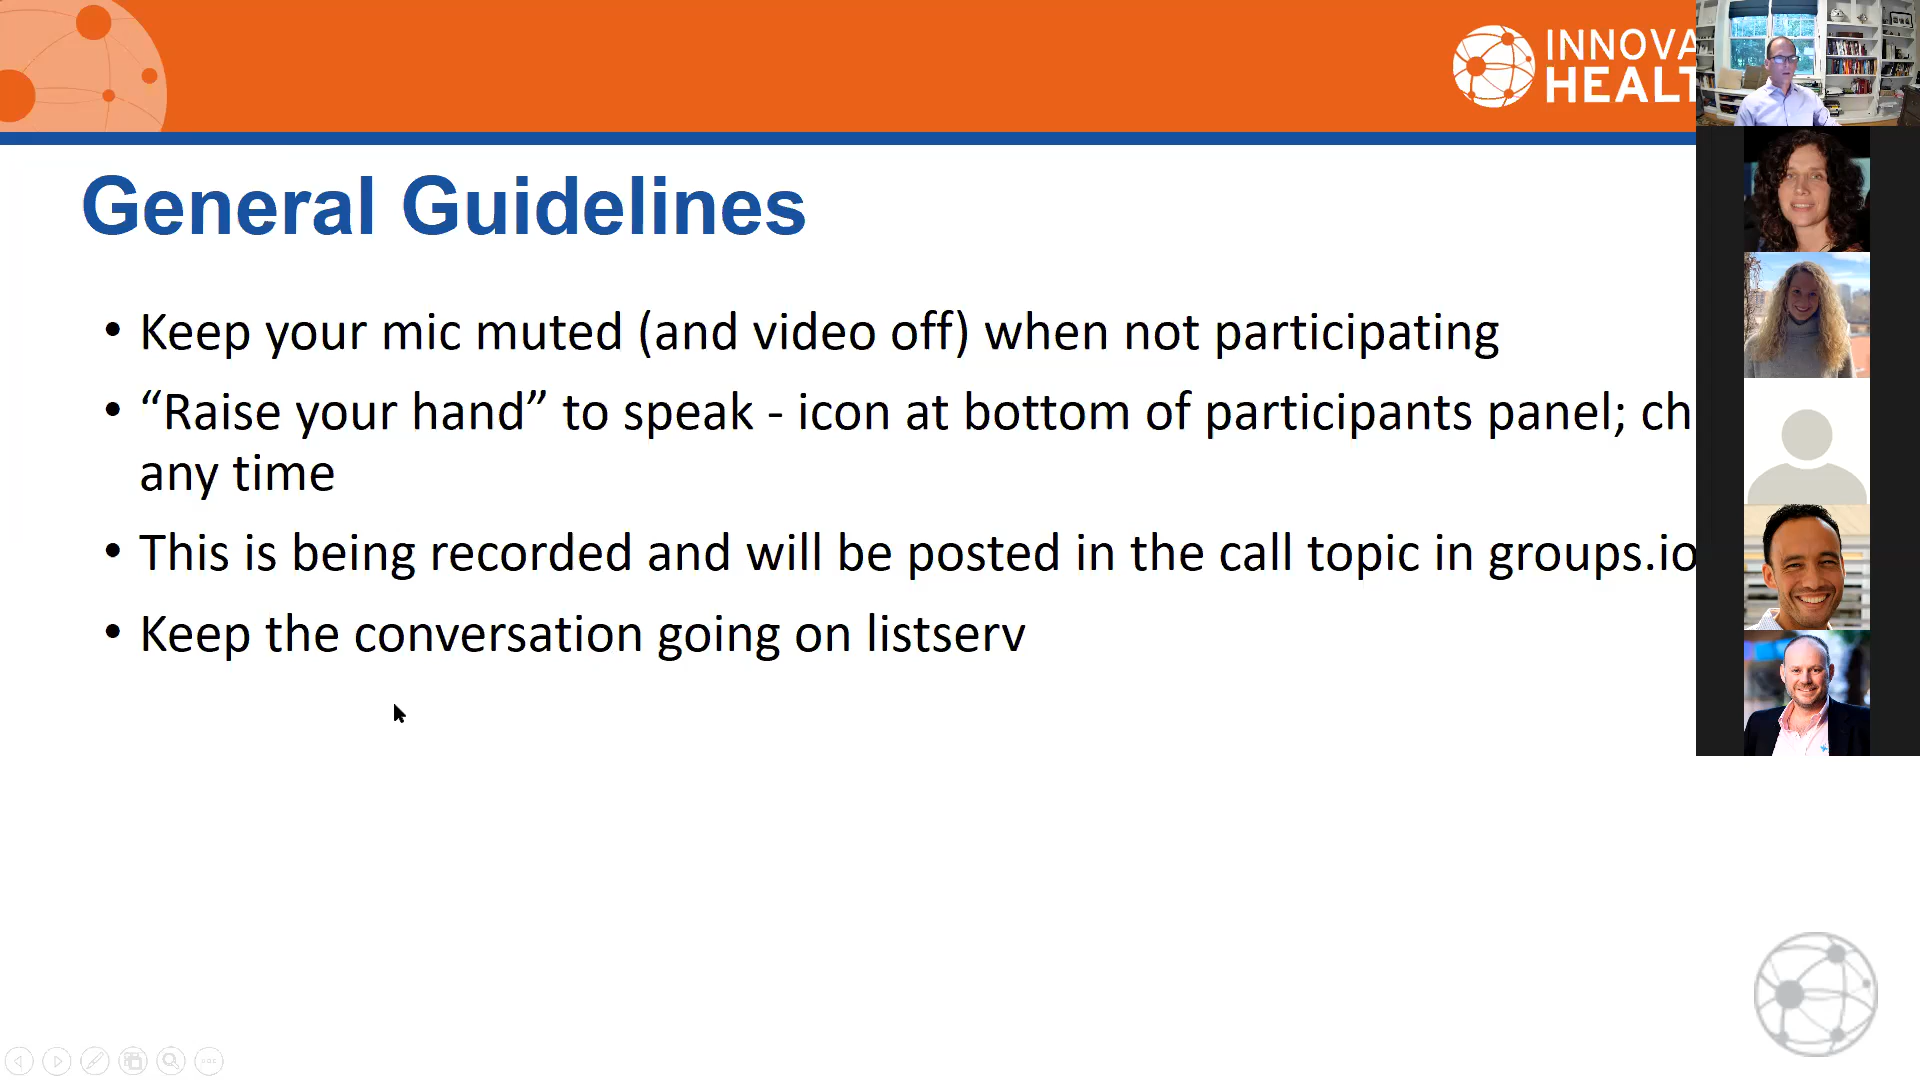 INNOVA
HEALT
General Guidelines
• Keep your mic muted (and video off) when not participating
• “Raise your hand” to speak - icon at bottom of participants panel; ch
any time
• This is being recorded and will be posted in the call topic in groups.io
• Keep the conversation going on listserv